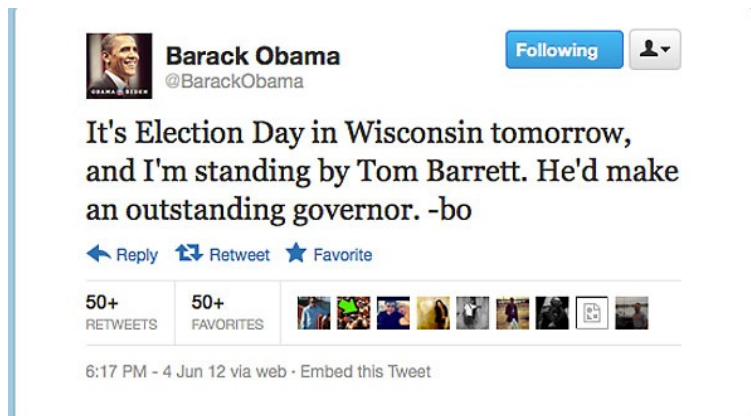 Barack Obama
@BarackObama
Following
It's Election Day in Wisconsin tomorrow,
and I'm standing by Tom Barrett. He'd make
an outstanding governor. -bo
Reply Retweet Favorite
50+ 50+
RETWEETS FAVORITES
6:17 PM - 4 Jun 12 via web · Embed this Tweet